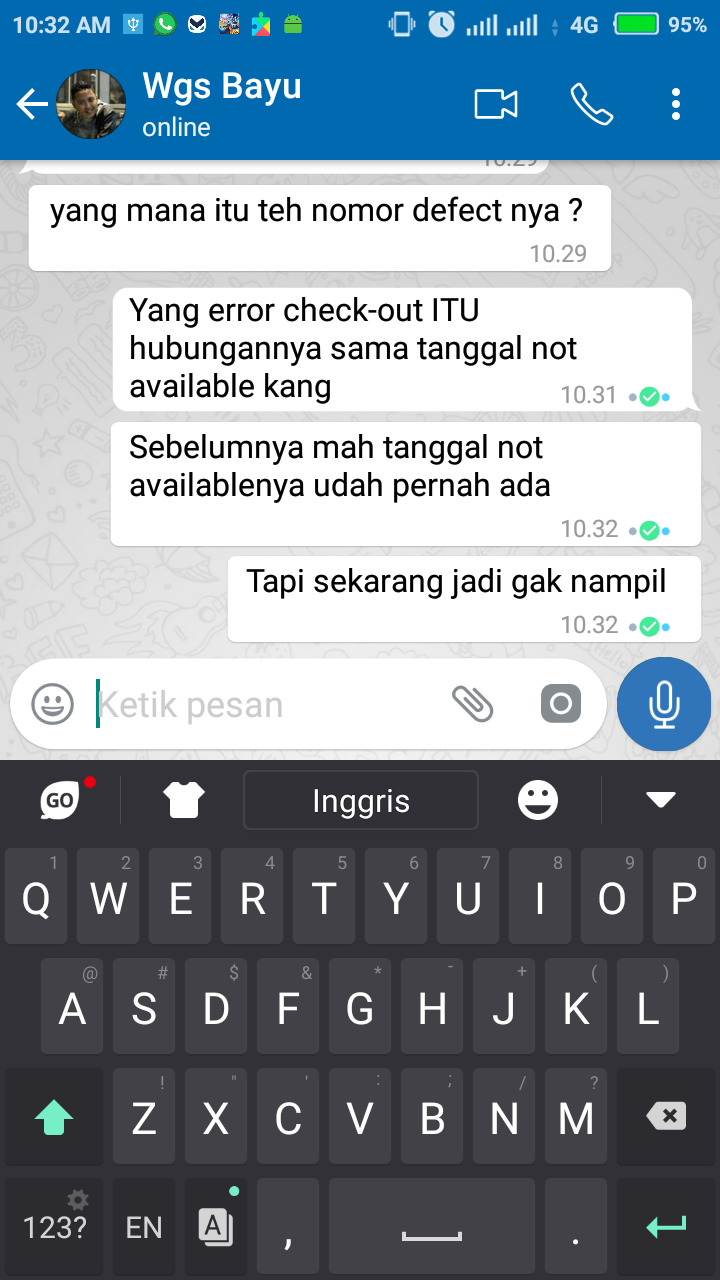 10:32 AM
4G
95%
Wgs Bayu
online
10.29
yang mana itu teh nomor defect nya ?
10.29
Yang error check-out ITU
hubungannya sama tanggal not
available kang
10.31
Sebelumnya mah tanggal not
availablenya udah pernah ada
10.32
Tapi sekarang jadi gak nampil
10.32
Ketik pesan
GO
Inggris
1 2 3 4 5 6 7 8 9 0
Q W E R T Y U I O P
@ # $ & * - + ( )
A S D F G H J K L
! " ' : ; / ?
Z X C V B N M
123? EN A , .